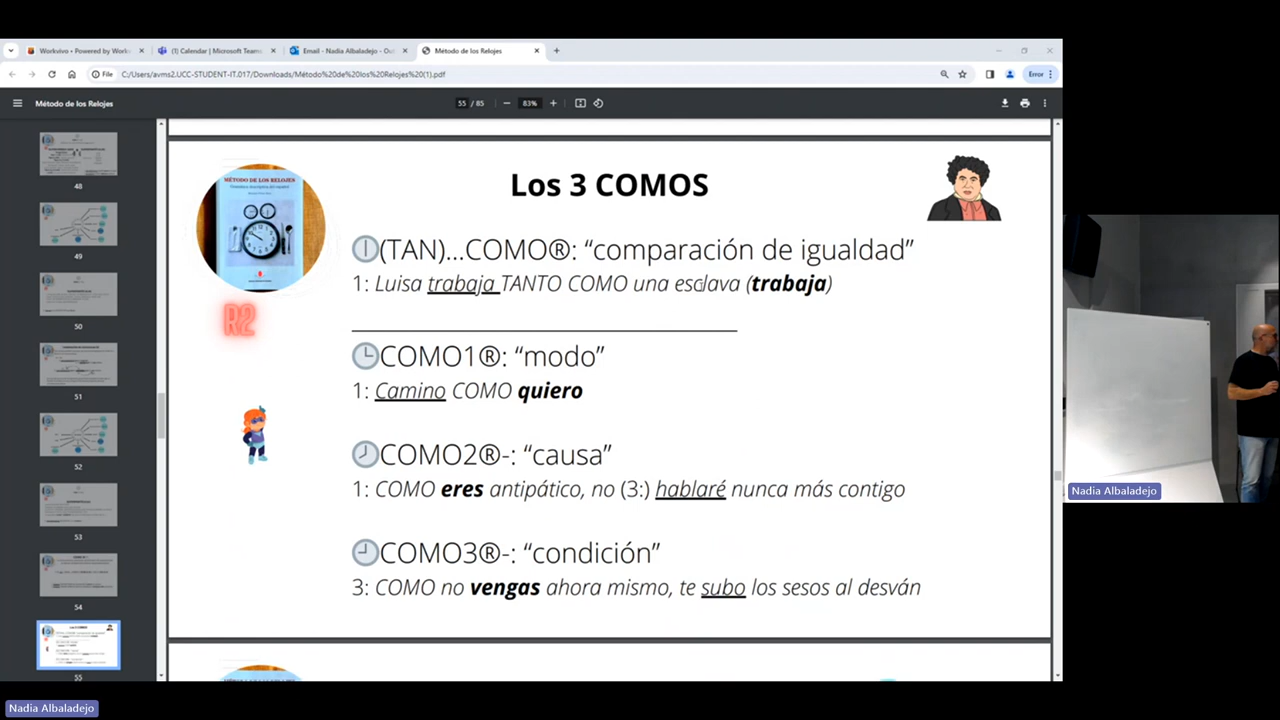 Workvivo • Powered by Work
(1) Calendar | Microsoft Teams
Email - Nadia Albaladejo - Out
Método de los Relojes
File
C:/Users/avms2.UCC-STUDENT-IT.017/Downloads/Método%20de%20los%20Relojes%20(1).pdf
Error
Método de los Relojes
55 / 85
83%
48
49
50
51
52
53
54
55
MÉTODO DE LOS RELOJES
R2
Los 3 COMOS
(TAN)...COMO®: “comparación de igualdad”
1: Luisa trabaja TANTO COMO una esclava (trabaja)
COMO1®: “modo”
1: Camino COMO quiero
COMO2®-: “causa”
1: COMO eres antipático, no (3:) hablaré nunca más contigo
COMO3®-: “condición”
3: COMO no vengas ahora mismo, te subo los sesos al desván
Nadia Albaladejo
Nadia Albaladejo